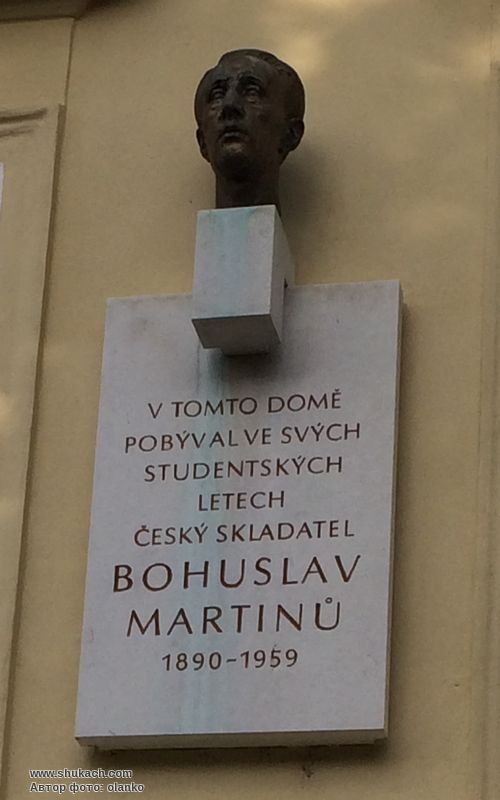 V TOMTO DOMĚ
POBÝVAL VE SVÝCH
STUDENTSKÝCH
LETECH
ČESKÝ SKLADATEL
BOHUSLAV
MARTINŮ
1890-1959
www.shukach.com
Автор фото: olanko